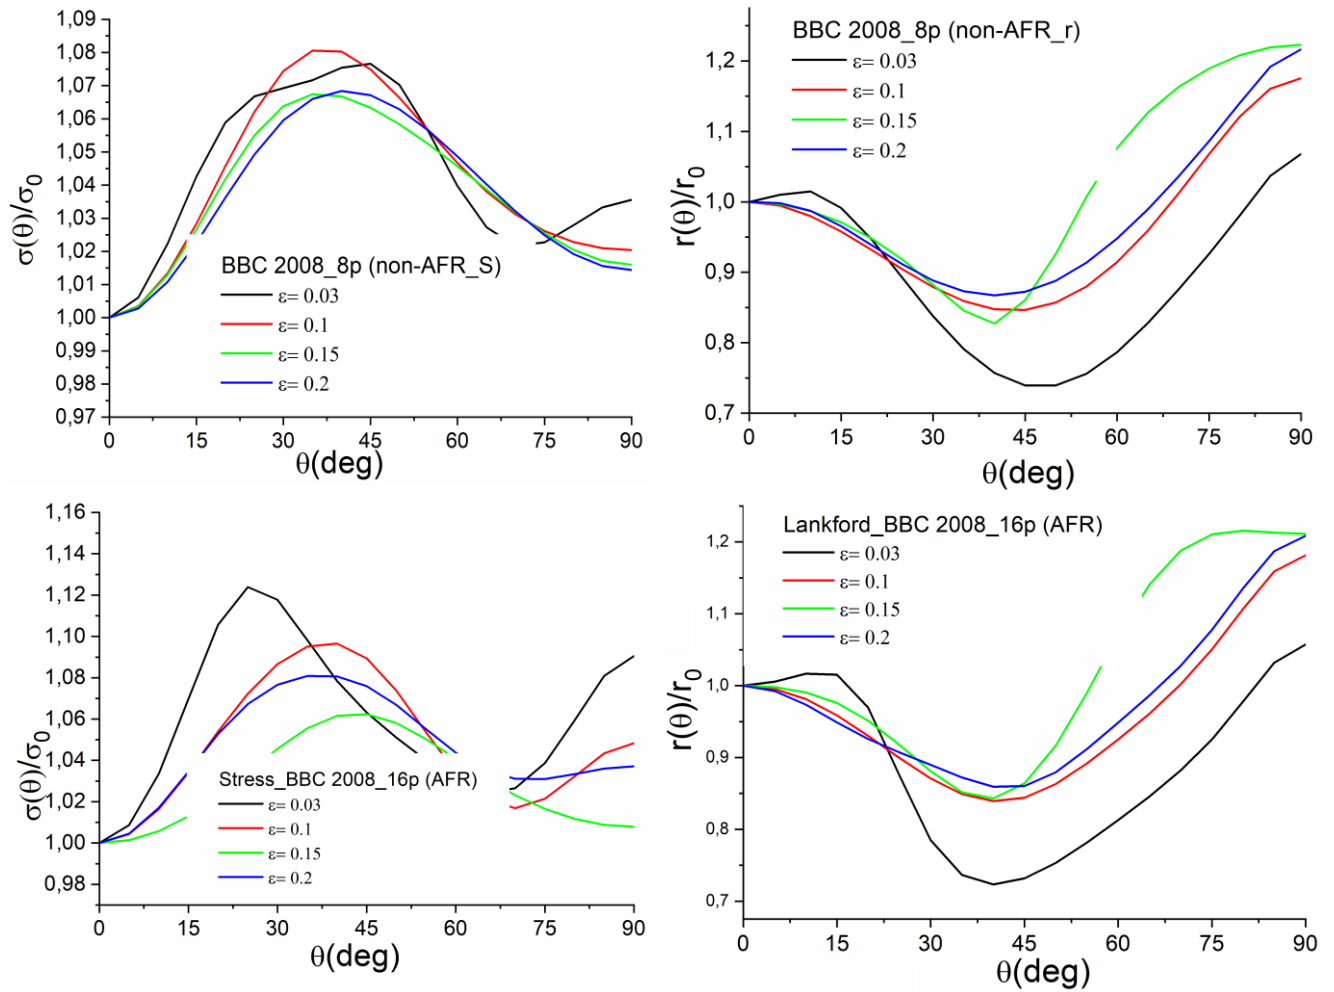 1,09
1,08
1,07
1,06
1,05
1,04
1,03
1,02
1,01
1,00
0,99
0,98
0,97
σ(θ)/σ0
BBC 2008_8p (non-AFR_S)
ε= 0.03
ε= 0.1
ε= 0.15
ε= 0.2
0 15 30 45 60 75 90
θ(deg)
1,2
1,1
1,0
0,9
0,8
0,7
r(θ)/r0
BBC 2008_8p (non-AFR_r)
ε= 0.03
ε= 0.1
ε= 0.15
ε= 0.2
0 15 30 45 60 75 90
θ(deg)
1,16
1,14
1,12
1,10
1,08
1,06
1,04
1,02
1,00
0,98
σ(θ)/σ0
Stress_BBC 2008_16p (AFR)
ε= 0.03
ε= 0.1
ε= 0.15
ε= 0.2
0 15 30 45 60 75 90
θ(deg)
1,2
1,1
1,0
0,9
0,8
0,7
r(θ)/r0
Lankford_BBC 2008_16p (AFR)
ε= 0.03
ε= 0.1
ε= 0.15
ε= 0.2
0 15 30 45 60 75 90
θ(deg)